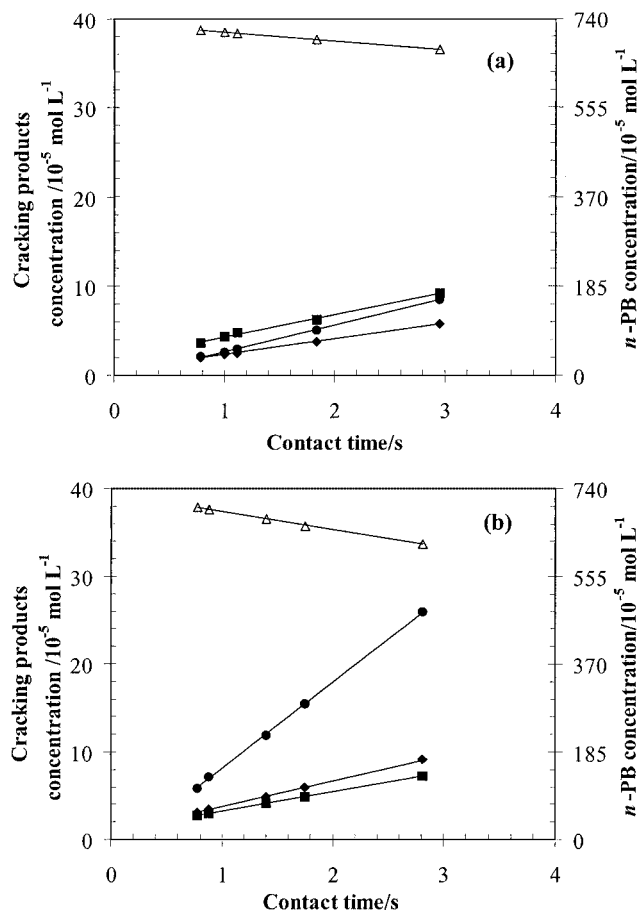 40
740
(a)
30
555
20
370
10
185
0
0
0 1 2 3 4
Contact time/s
Cracking products
concentration /10⁻⁵ mol L⁻¹
n-PB concentration/10⁻⁵ mol L⁻¹
40
740
(b)
30
555
20
370
10
185
0
0
0 1 2 3 4
Contact time/s
Cracking products
concentration /10⁻⁵ mol L⁻¹
n-PB concentration/10⁻⁵ mol L⁻¹